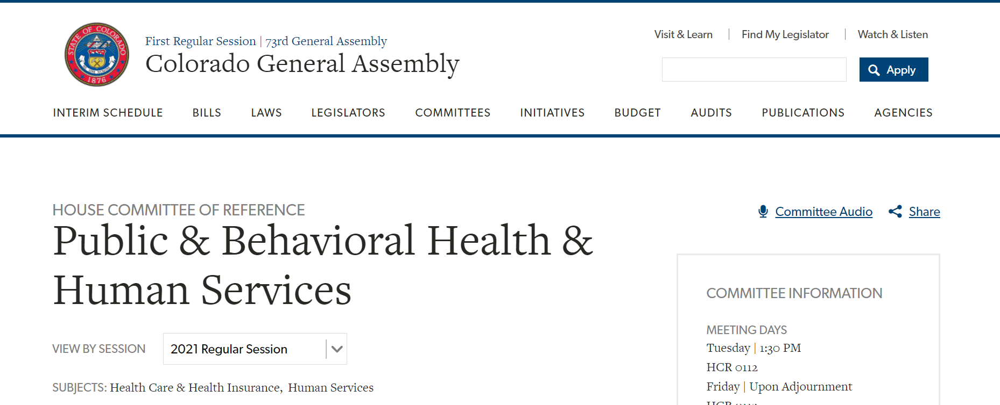 STATE OF COLORADO
NIL SINE NUMINE
1876
First Regular Session | 73rd General Assembly
Colorado General Assembly
Visit & Learn
Find My Legislator
Watch & Listen
Apply
INTERIM SCHEDULE
BILLS
LAWS
LEGISLATORS
COMMITTEES
INITIATIVES
BUDGET
AUDITS
PUBLICATIONS
AGENCIES
HOUSE COMMITTEE OF REFERENCE
Public & Behavioral Health &
Human Services
VIEW BY SESSION
2021 Regular Session
SUBJECTS: Health Care & Health Insurance, Human Services
Committee Audio
Share
COMMITTEE INFORMATION
MEETING DAYS
Tuesday | 1:30 PM
HCR 0112
Friday | Upon Adjournment